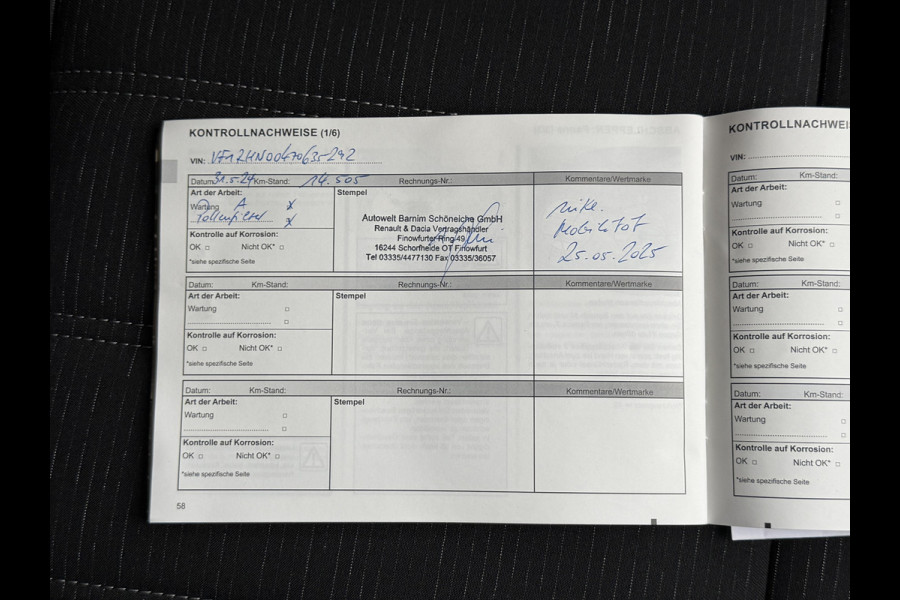 KONTROLLNACHWEISE (1/6)
VIN:
Datum: 31.5.24 Km-Stand: 14.505 Rechnungs-Nr.: Kommentare/Wertmarke
Art der Arbeit: Stempel
Wartung A x
Pollenfilter x
Kontrolle auf Korrosion:
OK □ Nicht OK* □
*siehe spezifische Seite
Autowelt Barnim Schöneiche GmbH
Renault & Dacia Vertragshändler
Finowfurter Ring 49
16244 Schorfheide OT Finowfurt
Tel 03335/4477130 Fax 03335/36057
Mobilität
25.05.2025
Datum: Km-Stand: Rechnungs-Nr.: Kommentare/Wertmarke
Art der Arbeit: Stempel
Wartung □
□
Kontrolle auf Korrosion:
OK □ Nicht OK* □
*siehe spezifische Seite
Datum: Km-Stand: Rechnungs-Nr.: Kommentare/Wertmarke
Art der Arbeit: Stempel
Wartung □
□
Kontrolle auf Korrosion:
OK □ Nicht OK* □
*siehe spezifische Seite
58
KONTROLLNACHWEI
VIN:
Datum: Km-Stand:
Art der Arbeit:
Wartung □
□
Kontrolle auf Korrosion:
OK □ Nicht OK* □
*siehe spezifische Seite
Datum: Km-Stand:
Art der Arbeit:
Wartung □
□
Kontrolle auf Korrosion:
OK □ Nicht OK* □
*siehe spezifische Seite
Datum: Km-Stand:
Art der Arbeit:
Wartung □
□
Kontrolle auf Korrosion:
OK □ Nicht OK* □
*siehe spezifische Seite